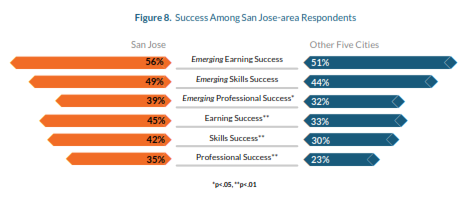 Figure 8. Success Among San Jose-area Respondents
San Jose Other Five Cities
56% Emerging Earning Success 51%
49% Emerging Skills Success 44%
39% Emerging Professional Success* 32%
45% Earning Success** 33%
42% Skills Success** 30%
35% Professional Success** 23%
*p<.05, **p<.01